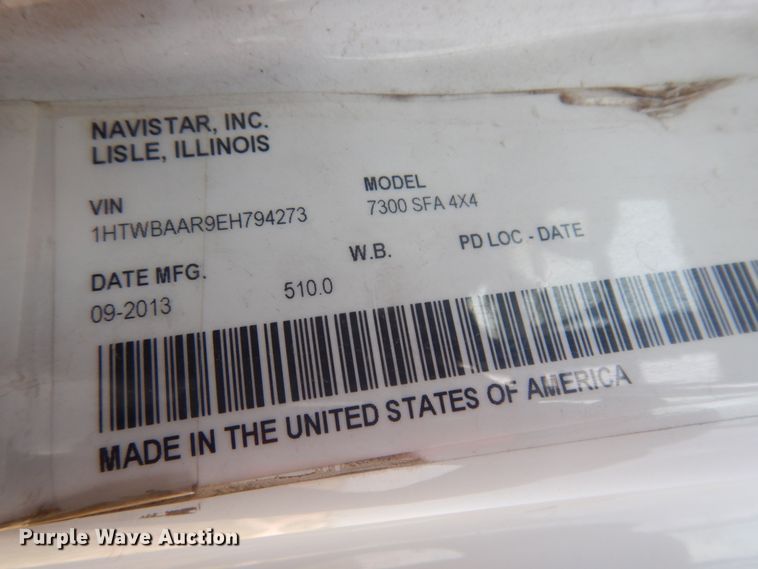 NAVISTAR, INC.
LISLE, ILLINOIS
VIN
1HTWBAAR9EH794273
MODEL
7300 SFA 4X4
DATE MFG.
09-2013
W.B.
510.0
PD LOC - DATE
MADE IN THE UNITED STATES OF AMERICA
Purple Wave Auction